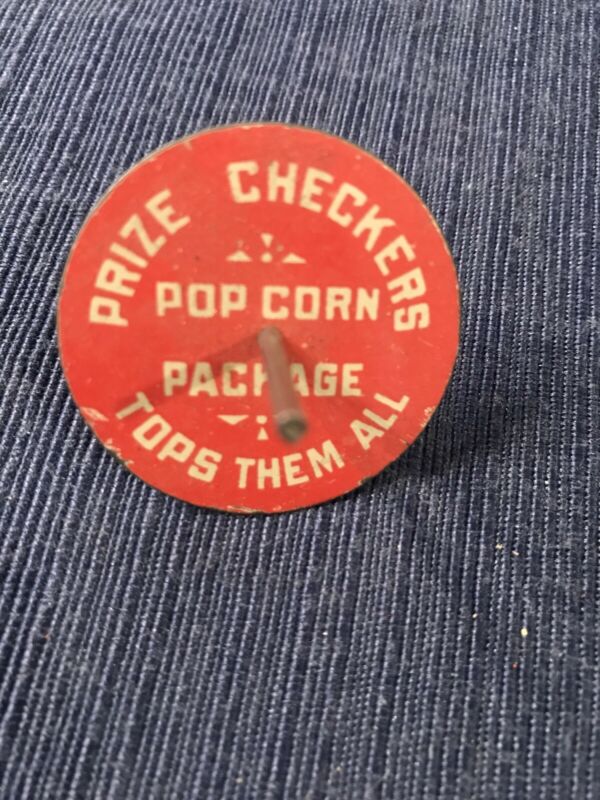 PRIZE CHECKERS
POP CORN
PACKAGE
TOPS THEM ALL